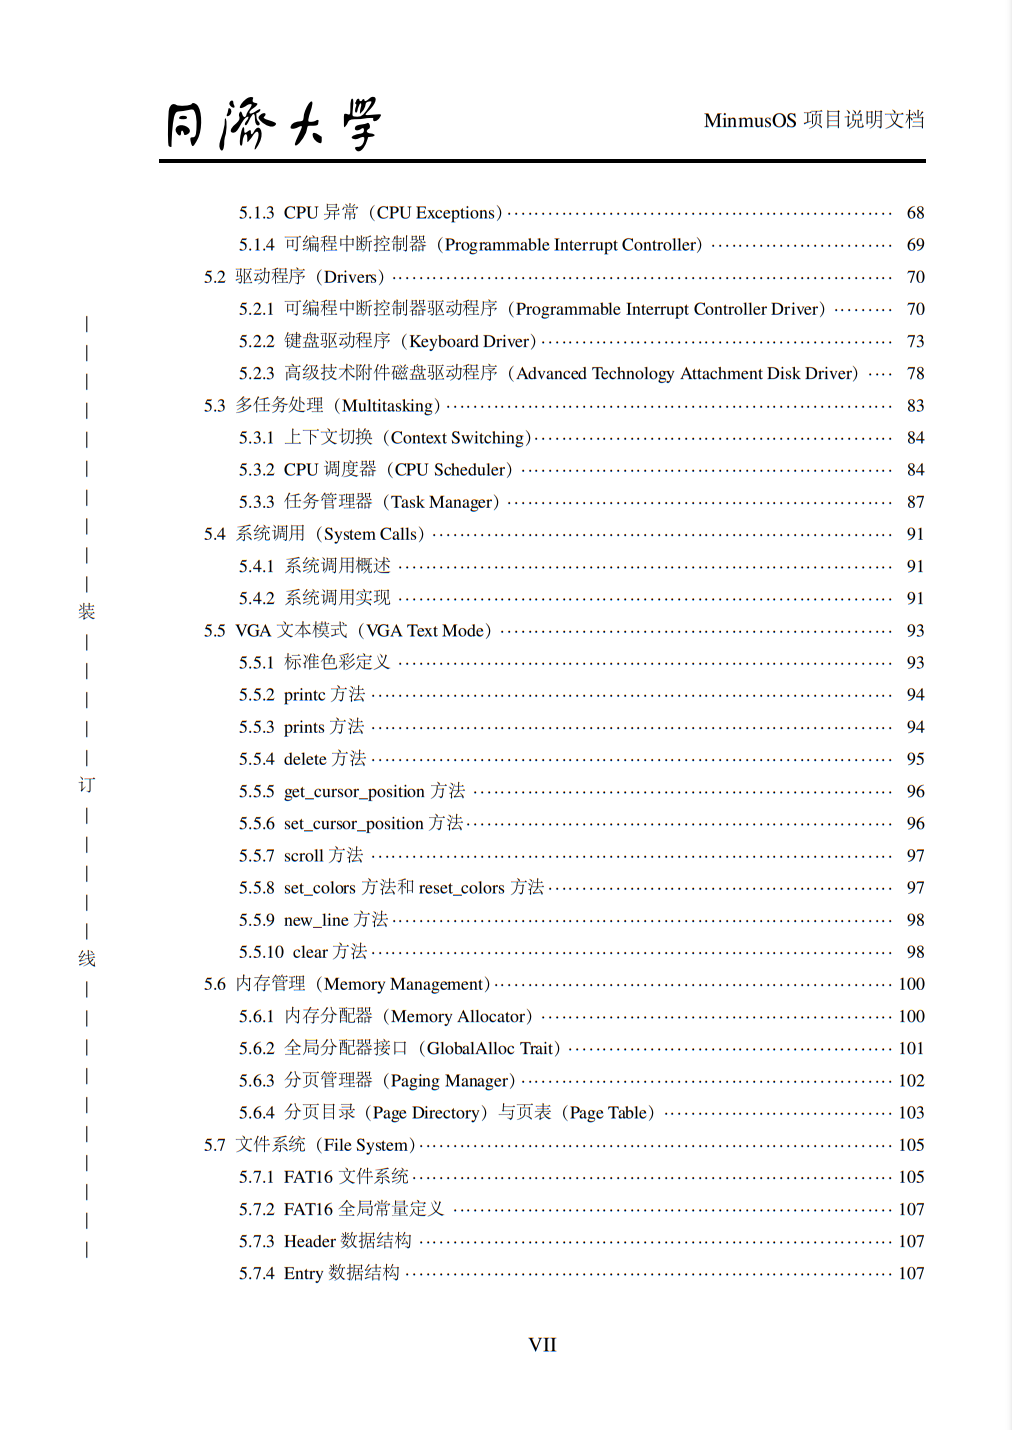 同濟大學
MinmusOS 项目说明文档
5.1.3 CPU 异常（CPU Exceptions） 68
5.1.4 可编程中断控制器（Programmable Interrupt Controller） 69
5.2 驱动程序（Drivers） 70
5.2.1 可编程中断控制器驱动程序（Programmable Interrupt Controller Driver） 70
5.2.2 键盘驱动程序（Keyboard Driver） 73
5.2.3 高级技术附件磁盘驱动程序（Advanced Technology Attachment Disk Driver） 78
5.3 多任务处理（Multitasking） 83
5.3.1 上下文切换（Context Switching） 84
5.3.2 CPU 调度器（CPU Scheduler） 84
5.3.3 任务管理器（Task Manager） 87
5.4 系统调用（System Calls） 91
5.4.1 系统调用概述 91
5.4.2 系统调用实现 91
5.5 VGA 文本模式（VGA Text Mode） 93
5.5.1 标准色彩定义 93
5.5.2 printc 方法 94
5.5.3 prints 方法 94
5.5.4 delete 方法 95
5.5.5 get_cursor_position 方法 96
5.5.6 set_cursor_position 方法 96
5.5.7 scroll 方法 97
5.5.8 set_colors 方法和 reset_colors 方法 97
5.5.9 new_line 方法 98
5.5.10 clear 方法 98
5.6 内存管理（Memory Management） 100
5.6.1 内存分配器（Memory Allocator） 100
5.6.2 全局分配器接口（GlobalAlloc Trait） 101
5.6.3 分页管理器（Paging Manager） 102
5.6.4 分页目录（Page Directory）与页表（Page Table） 103
5.7 文件系统（File System） 105
5.7.1 FAT16 文件系统 105
5.7.2 FAT16 全局常量定义 107
5.7.3 Header 数据结构 107
5.7.4 Entry 数据结构 107
装
订
线
VII